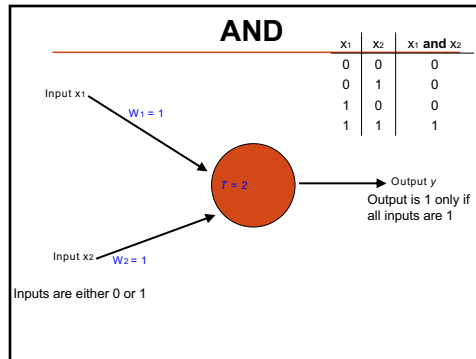 AND
x₁ x₂ x₁ and x₂
0 0 0
0 1 0
1 0 0
1 1 1
Input x₁
W₁ = 1
T = 2
Output y
Output is 1 only if
all inputs are 1
Input x₂
W₂ = 1
Inputs are either 0 or 1